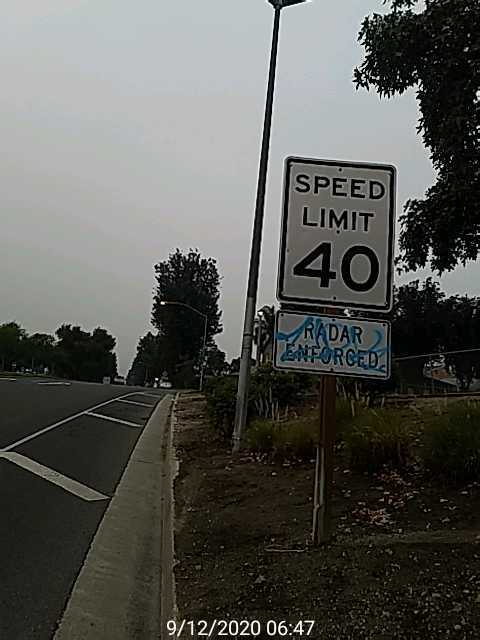 SPEED
LIMIT
40
RADAR
ENFORCED
9/12/2020 06:47